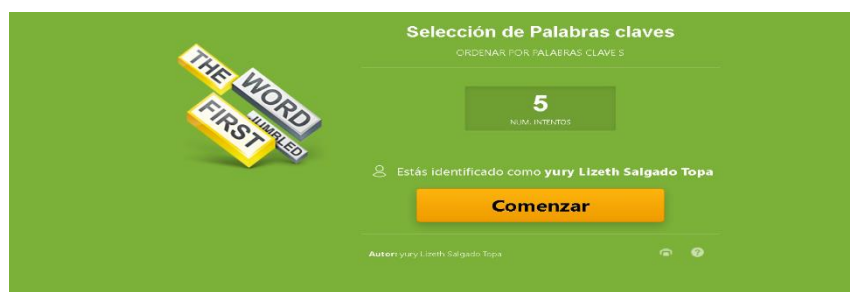 THE WORD
FIRST JUMBLED
Selección de Palabras claves
ORDENAR POR PALABRAS CLAVE S
5
NUM. INTENTOS
Estás identificado como yury Lizeth Salgado Topa
Comenzar
Autor: yury Lizeth Salgado Topa
?